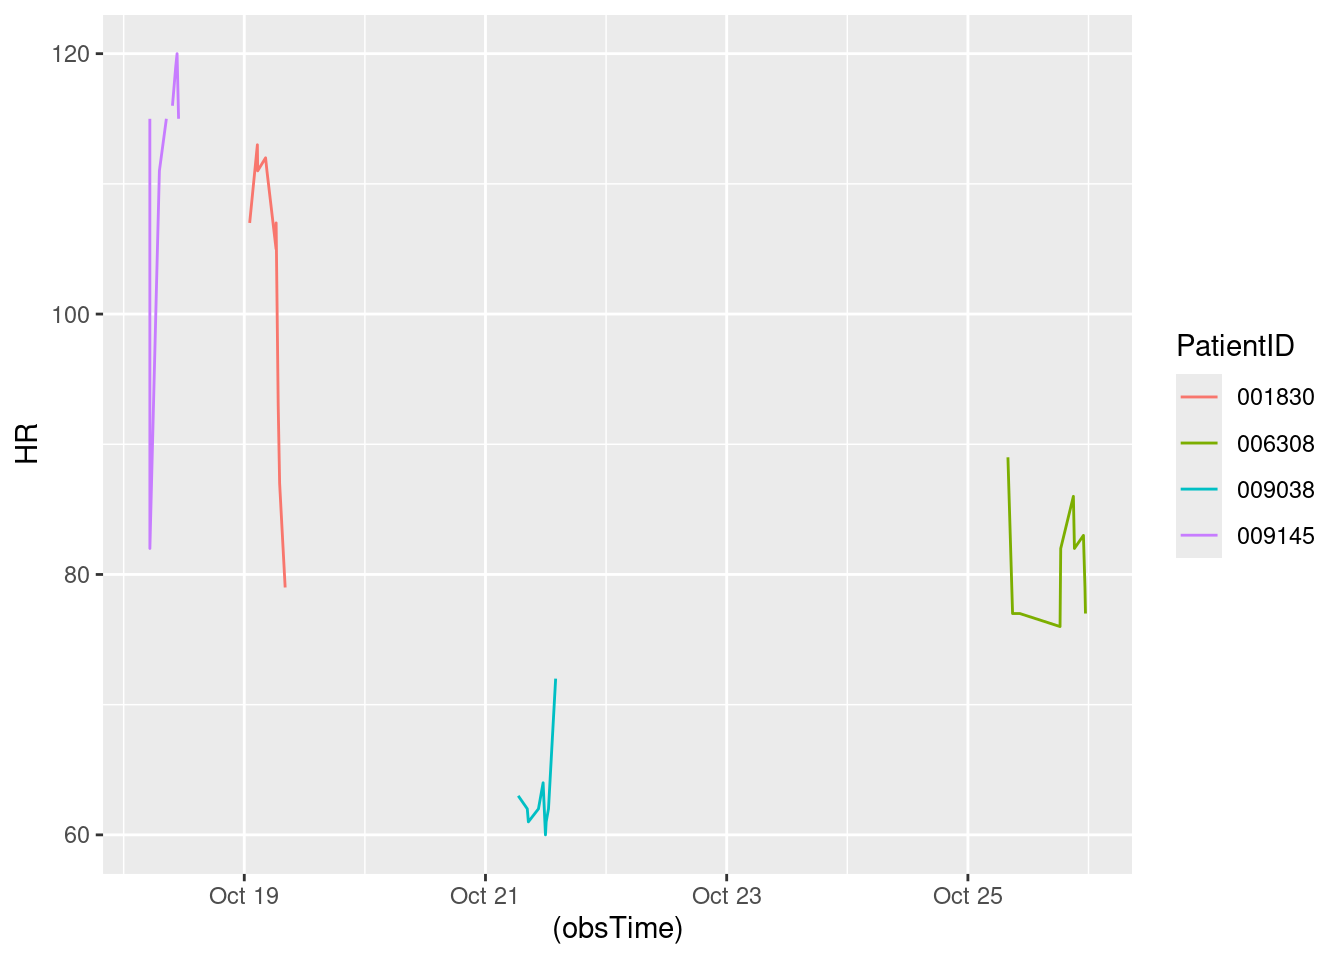 120
100
80
60
HR
Oct 19
Oct 21
Oct 23
Oct 25
(obsTime)
PatientID
001830
006308
009038
009145